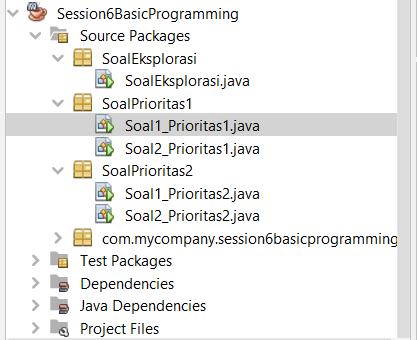 Session6BasicProgramming
Source Packages
SoalEksplorasi
SoalEksplorasi.java
SoalPrioritas1
Soal1_Prioritas1.java
Soal2_Prioritas1.java
SoalPrioritas2
Soal1_Prioritas2.java
Soal2_Prioritas2.java
com.mycompany.session6basicprogramming
Test Packages
Dependencies
Java Dependencies
Project Files